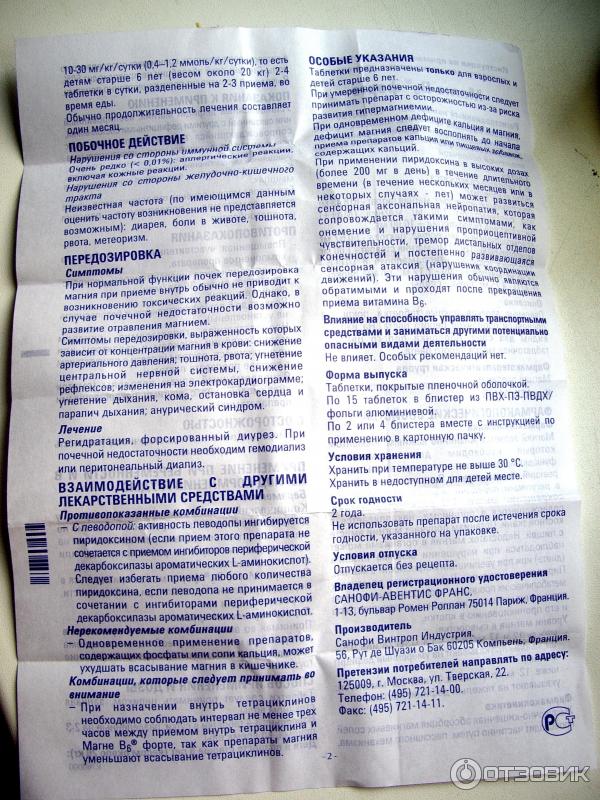 10-30 мг/кг/сутки (0,4–1,2 ммоль/кг/сутки), то есть
детям старше 6 лет (весом около 20 кг) 2-4
таблетки в сутки, разделенные на 2-3 приема, во
время еды.
Обычно продолжительность лечения составляет
один месяц.
ПОБОЧНОЕ ДЕЙСТВИЕ
Нарушения со стороны иммунной системы
Очень редко (< 0,01%): аллергические реакции,
включая кожные реакции.
Нарушения со стороны желудочно-кишечного
тракта
Неизвестная частота (по имеющимся данным
оценить частоту возникновения не представляется
возможным): диарея, боли в животе, тошнота,
рвота, метеоризм.
ПЕРЕДОЗИРОВКА
Симптомы
При нормальной функции почек передозировка
магния при приеме внутрь обычно не приводит к
возникновению токсических реакций. Однако, в
случае почечной недостаточности возможно
развитие отравления магнием.
Симптомы передозировки, выраженность которых
зависит от концентрации магния в крови: снижение
артериального давления; тошнота, рвота; угнетение
центральной нервной системы, снижение
рефлексов; изменения на электрокардиограмме;
угнетение дыхания, кома, остановка сердца и
паралич дыхания; анурический синдром.
Лечение
Регидратация, форсированный диурез. При
почечной недостаточности необходим гемодиализ
или перитонеальный диализ.
ВЗАИМОДЕЙСТВИЕ С ДРУГИМИ
ЛЕКАРСТВЕННЫМИ СРЕДСТВАМИ
Противопоказанные комбинации
– С леводопой: активность леводопы ингибируется
пиридоксином (если прием этого препарата не
сочетается с приемом ингибиторов периферической
декарбоксилазы ароматических L-аминокислот).
Следует избегать приема любого количества
пиридоксина, если леводопа не принимается в
сочетании с ингибиторами периферической
декарбоксилазы ароматических L-аминокислот.
Нерекомендуемые комбинации
– Одновременное применение препаратов,
содержащих фосфаты или соли кальция, может
ухудшать всасывание магния в кишечнике.
Комбинации, которые следует принимать во
внимание
– При назначении внутрь тетрациклинов
необходимо соблюдать интервал не менее трех
часов между приемом внутрь тетрациклина и
Магне В6® форте, так как препараты магния
уменьшают всасывание тетрациклинов.
ОСОБЫЕ УКАЗАНИЯ
Таблетки предназначены только для взрослых и
детей старше 6 лет.
При умеренной почечной недостаточности следует
принимать препарат с осторожностью из-за риска
развития гипермагниемии.
При одновременном дефиците кальция и магния,
дефицит магния следует восполнять до начала
приема препаратов кальция или пищевых добавок,
содержащих кальций.
При применении пиридоксина в высоких дозах
(более 200 мг в день) в течение длительного
времени (в течение нескольких месяцев или в
некоторых случаях - лет) может развиться
сенсорная аксональная нейропатия, которая
сопровождается такими симптомами, как
онемение и нарушения проприоцептивной
чувствительности, тремор дистальных отделов
конечностей и постепенно развивающаяся
сенсорная атаксия (нарушения координации
движений). Эти нарушения обычно являются
обратимыми и проходят после прекращения
приема витамина В6.
Влияние на способность управлять транспортными
средствами и заниматься другими потенциально
опасными видами деятельности
Не влияет. Особых рекомендаций нет.
Форма выпуска
Таблетки, покрытые пленочной оболочкой.
По 15 таблеток в блистер из ПВХ-ПЭ-ПВДХ/
фольги алюминиевой.
По 2 или 4 блистера вместе с инструкцией по
применению в картонную пачку.
Условия хранения
Хранить при температуре не выше 30 °С.
Хранить в недоступном для детей месте.
Срок годности
2 года.
Не использовать препарат после истечения срока
годности, указанного на упаковке.
Условия отпуска
Отпускается без рецепта.
Владелец регистрационного удостоверения
САНОФИ-АВЕНТИС ФРАНС,
1-13, бульвар Ромен Роллан 75014 Париж, Франция.
Производитель
Санофи Винтроп Индустрия.
56, Рут де Шуази о Бак 60205 Компьень, Франция.
Претензии потребителей направлять по адресу:
125009, г. Москва, ул. Тверская, 22.
Телефон: (495) 721-14-00.
Факс: (495) 721-14-11.
- 2 -
ОТЗОВИК